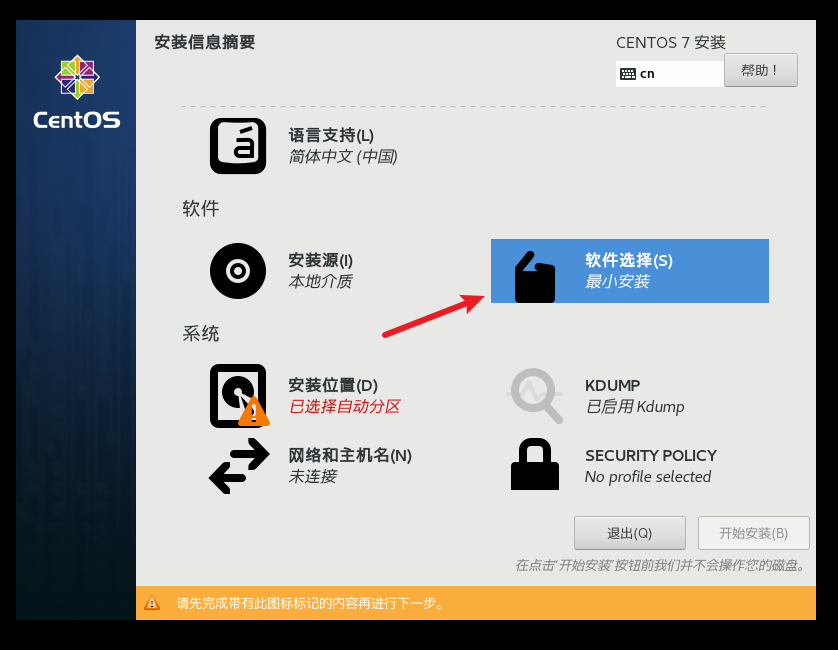 安装信息摘要
CENTOS 7 安装
cn
帮助！
CentOS
á
语言支持(L)
简体中文 (中国)
软件
安装源(I)
本地介质
软件选择(S)
最小安装
系统
安装位置(D)
已选择自动分区
KDUMP
已启用 Kdump
网络和主机名(N)
未连接
SECURITY POLICY
No profile selected
退出(Q)
开始安装(B)
在点击‘开始安装’按钮前我们并不会操作您的磁盘。
请先完成带有此图标标记的内容再进行下一步。